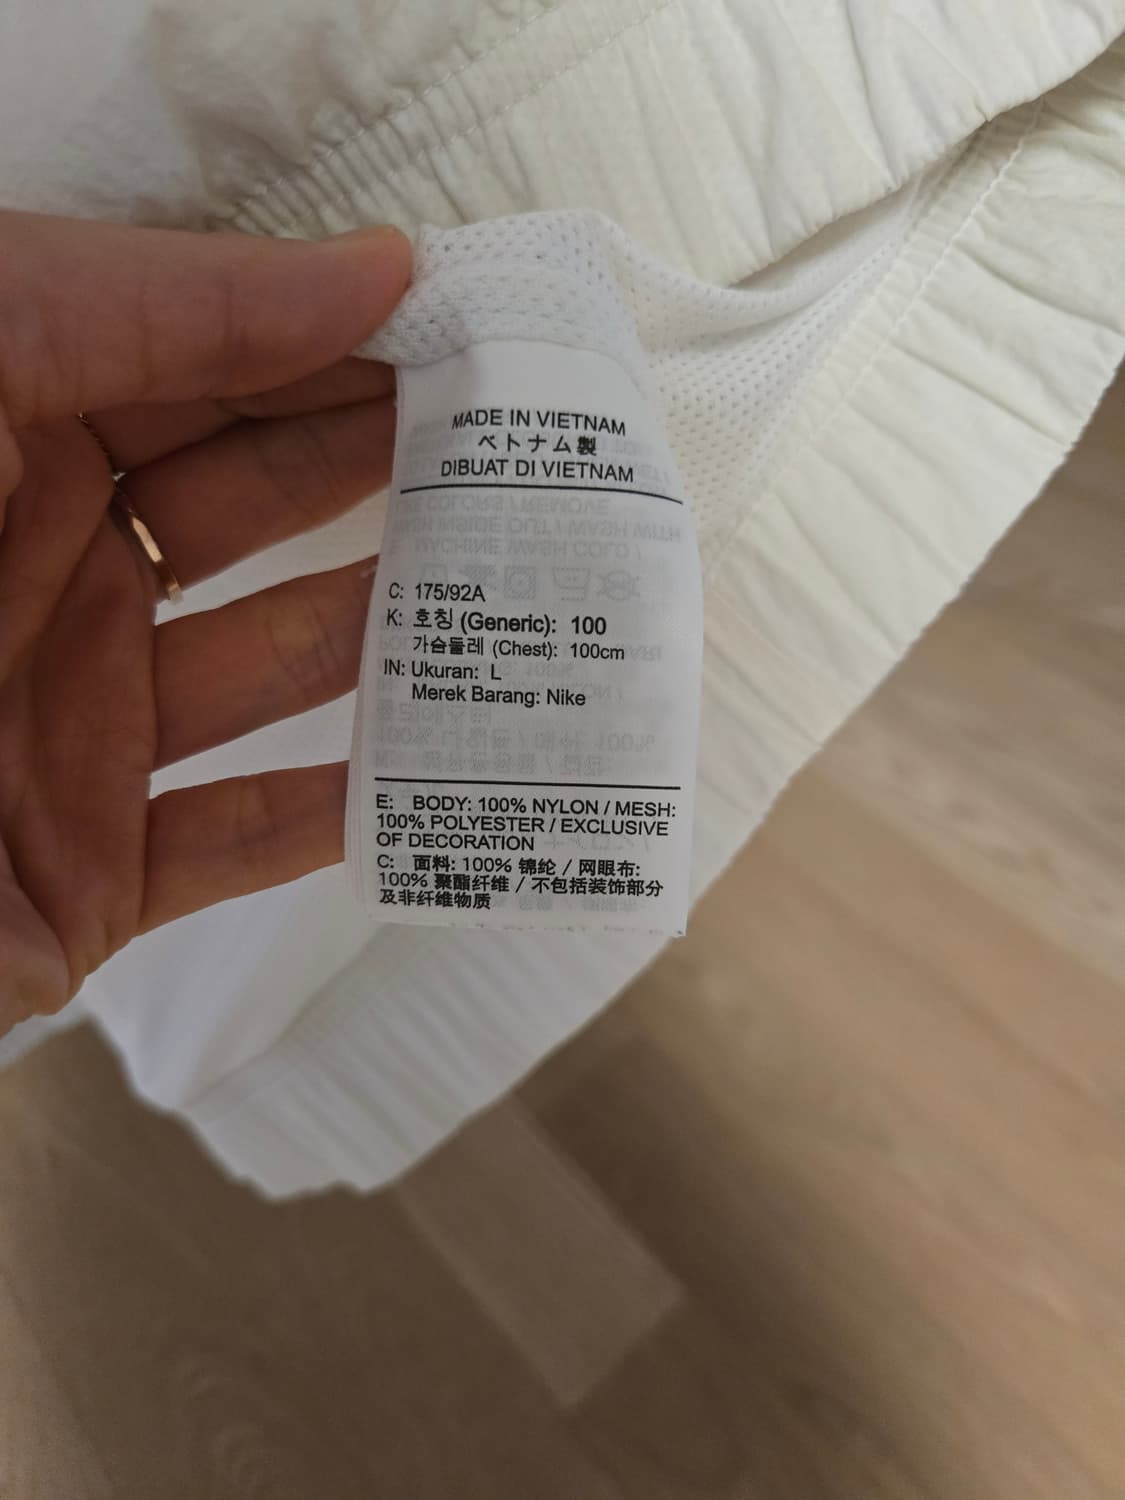 MADE IN VIETNAM
ベトナム製
DIBUAT DI VIETNAM
C: 175/92A
K: 호칭 (Generic): 100
가슴둘레 (Chest): 100cm
IN: Ukuran: L
Merek Barang: Nike
E: BODY: 100% NYLON / MESH:
100% POLYESTER / EXCLUSIVE
OF DECORATION
C: 面料: 100% 锦纶 / 网眼布:
100% 聚酯纤维 / 不包括装饰部分
及非纤维物质